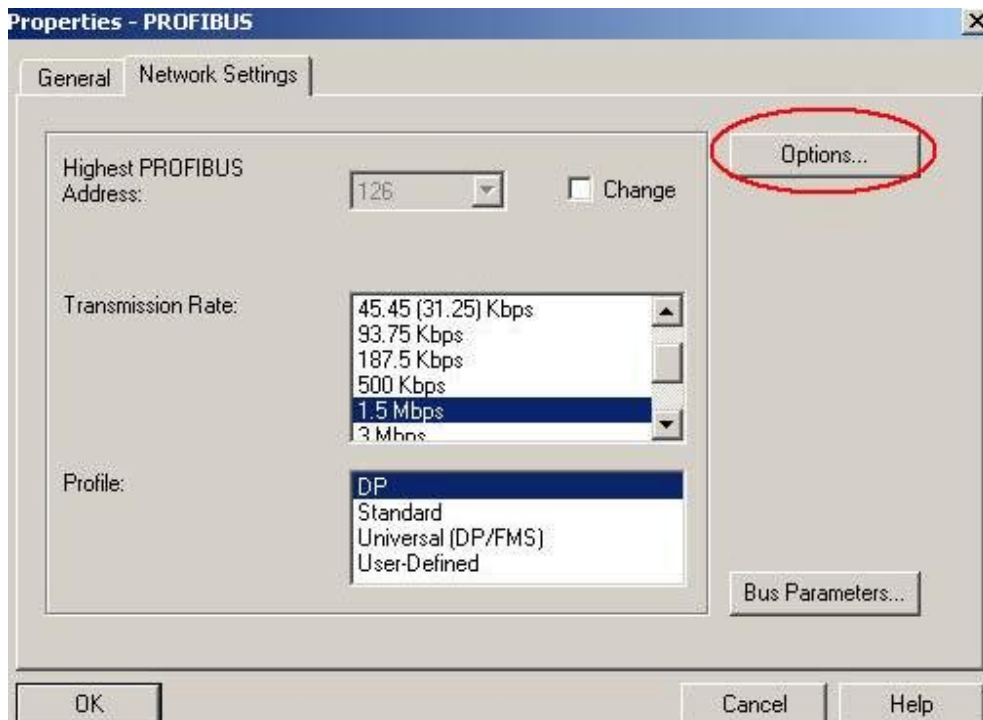 Properties - PROFIBUS
General
Network Settings
Options...
Highest PROFIBUS
Address:
126
Change
Transmission Rate:
45.45 (31.25) Kbps
93.75 Kbps
187.5 Kbps
500 Kbps
1.5 Mbps
3 Mbps
Profile:
DP
Standard
Universal (DP/FMS)
User-Defined
Bus Parameters...
OK
Cancel
Help